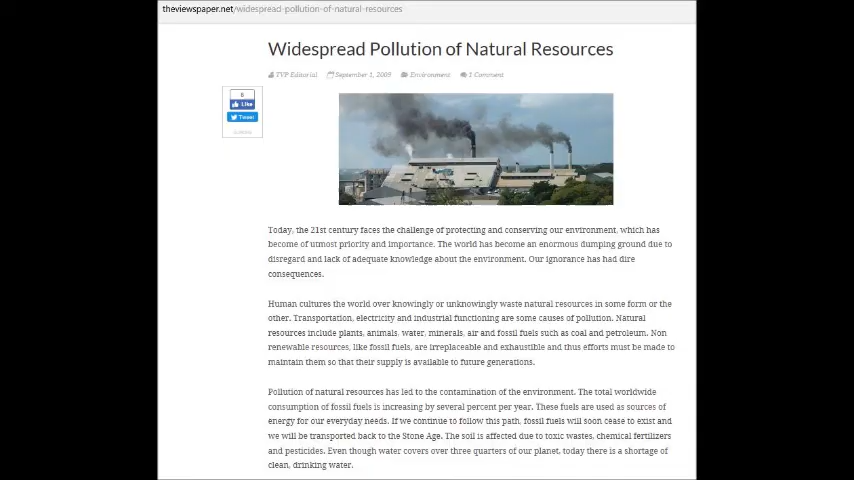 theviewspaper.net/widespread-pollution-of-natural-resources
Widespread Pollution of Natural Resources
TVP Editorial September 1, 2009 Environment 1 Comment
6
Like
Tweet
Today, the 21st century faces the challenge of protecting and conserving our environment, which has
become of utmost priority and importance. The world has become an enormous dumping ground due to
disregard and lack of adequate knowledge about the environment. Our ignorance has had dire
consequences.
Human cultures the world over knowingly or unknowingly waste natural resources in some form or the
other. Transportation, electricity and industrial functioning are some causes of pollution. Natural
resources include plants, animals, water, minerals, air and fossil fuels such as coal and petroleum. Non
renewable resources, like fossil fuels, are irreplaceable and exhaustible and thus efforts must be made to
maintain them so that their supply is available to future generations.
Pollution of natural resources has led to the contamination of the environment. The total worldwide
consumption of fossil fuels is increasing by several percent per year. These fuels are used as sources of
energy for our everyday needs. If we continue to follow this path, fossil fuels will soon cease to exist and
we will be transported back to the Stone Age. The soil is affected due to toxic wastes, chemical fertilizers
and pesticides. Even though water covers over three quarters of our planet, today there is a shortage of
clean, drinking water.